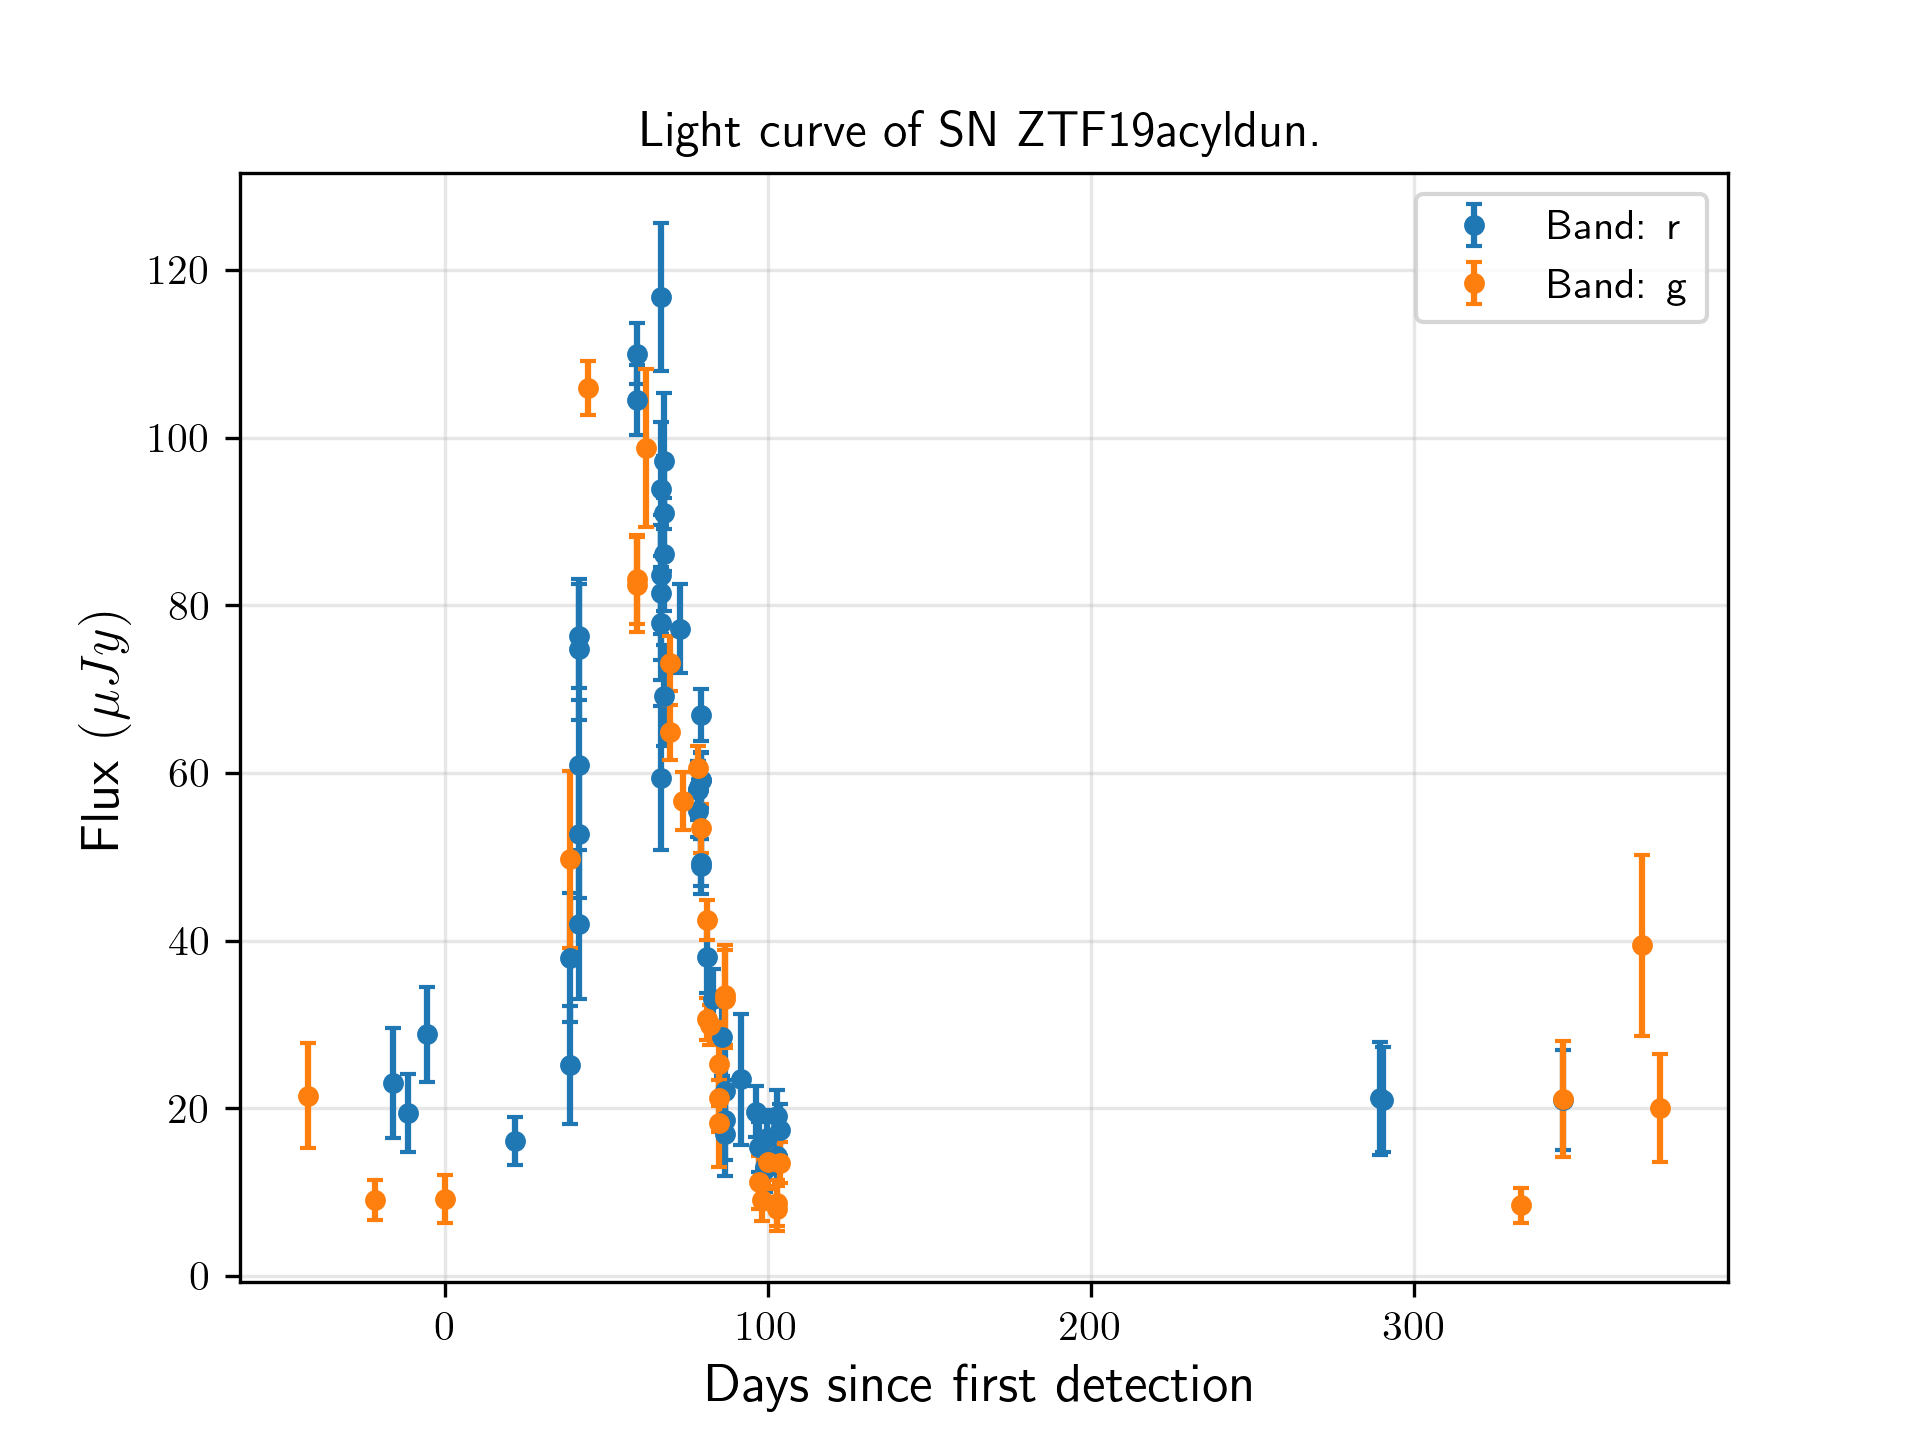 Light curve of SN ZTF19acyldun.
Band: r
Band: g
120
100
80
60
40
20
0
Flux (μJy)
0 100 200 300
Days since first detection